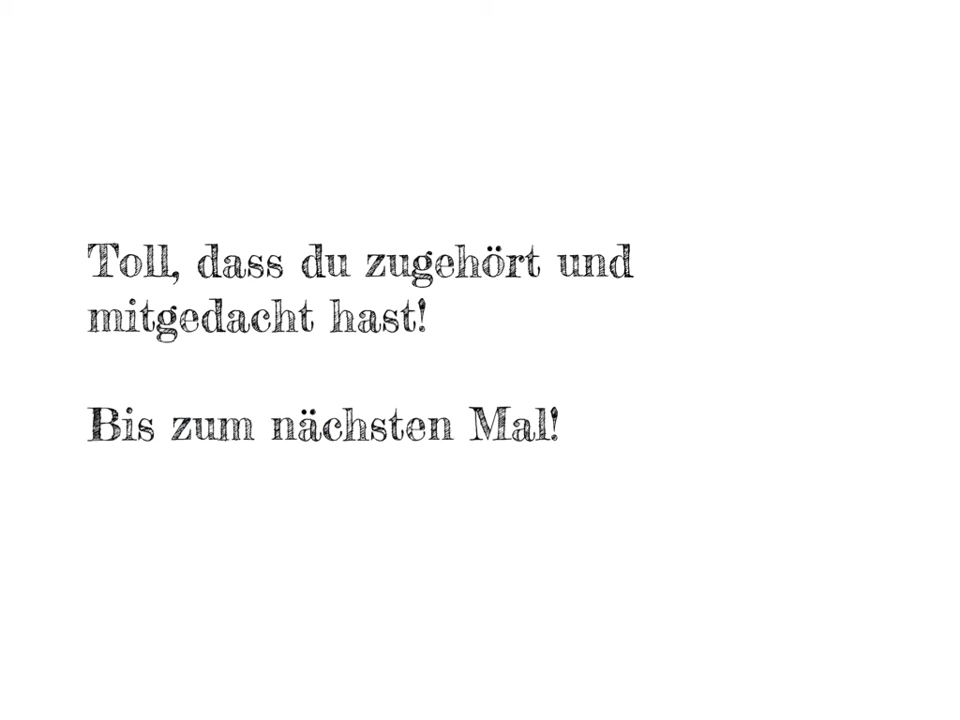 Toll, dass du zugehört und
mitgedacht hast!
Bis zum nächsten Mal!